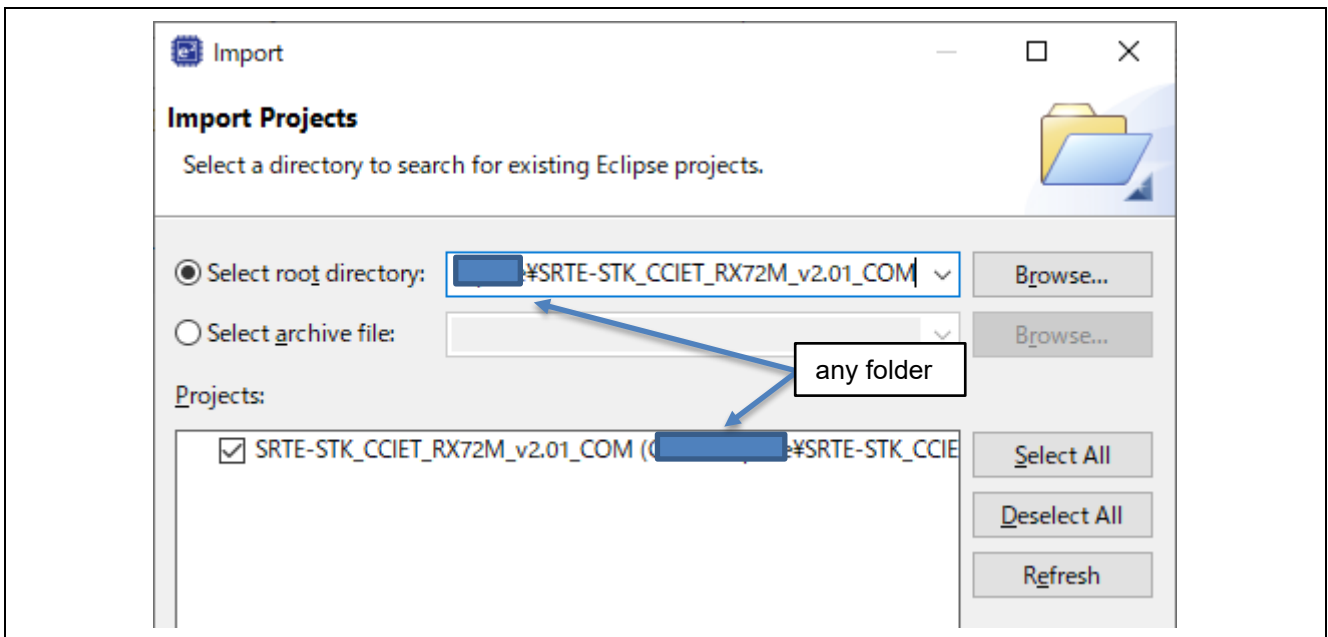 Import
Import Projects
Select a directory to search for existing Eclipse projects.
Select root directory:
¥SRTE-STK_CCIET_RX72M_v2.01_COM
Browse...
Select archive file:
Browse...
any folder
Projects:
SRTE-STK_CCIET_RX72M_v2.01_COM (
e¥SRTE-STK_CCIE
Select All
Deselect All
Refresh